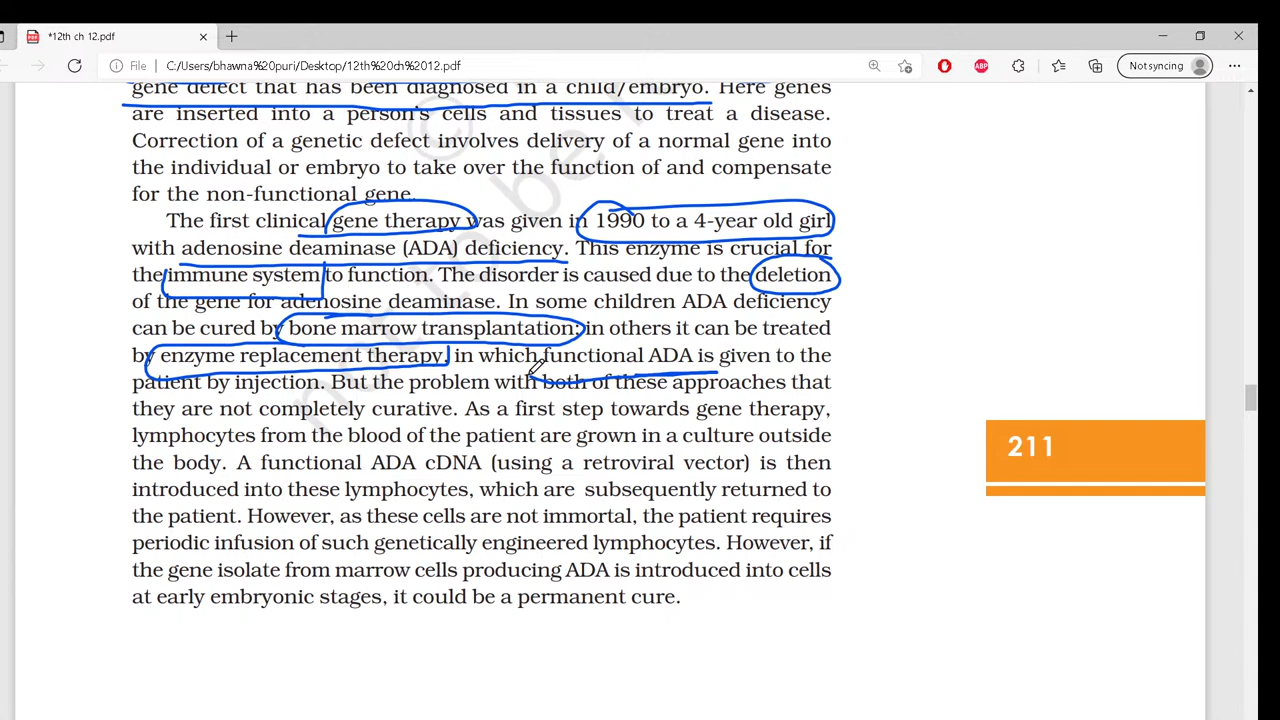 *12th ch 12.pdf
File
C:/Users/bhawna%20puri/Desktop/12th%20ch%2012.pdf
ABP
Not syncing
gene defect that has been diagnosed in a child/embryo. Here genes
are inserted into a person's cells and tissues to treat a disease.
Correction of a genetic defect involves delivery of a normal gene into
the individual or embryo to take over the function of and compensate
for the non-functional gene.
The first clinical gene therapy was given in 1990 to a 4-year old girl
with adenosine deaminase (ADA) deficiency. This enzyme is crucial for
the immune system to function. The disorder is caused due to the deletion
of the gene for adenosine deaminase. In some children ADA deficiency
can be cured by bone marrow transplantation; in others it can be treated
by enzyme replacement therapy, in which functional ADA is given to the
patient by injection. But the problem with both of these approaches that
they are not completely curative. As a first step towards gene therapy,
lymphocytes from the blood of the patient are grown in a culture outside
the body. A functional ADA cDNA (using a retroviral vector) is then
introduced into these lymphocytes, which are subsequently returned to
the patient. However, as these cells are not immortal, the patient requires
periodic infusion of such genetically engineered lymphocytes. However, if
the gene isolate from marrow cells producing ADA is introduced into cells
at early embryonic stages, it could be a permanent cure.
211
© not to be r